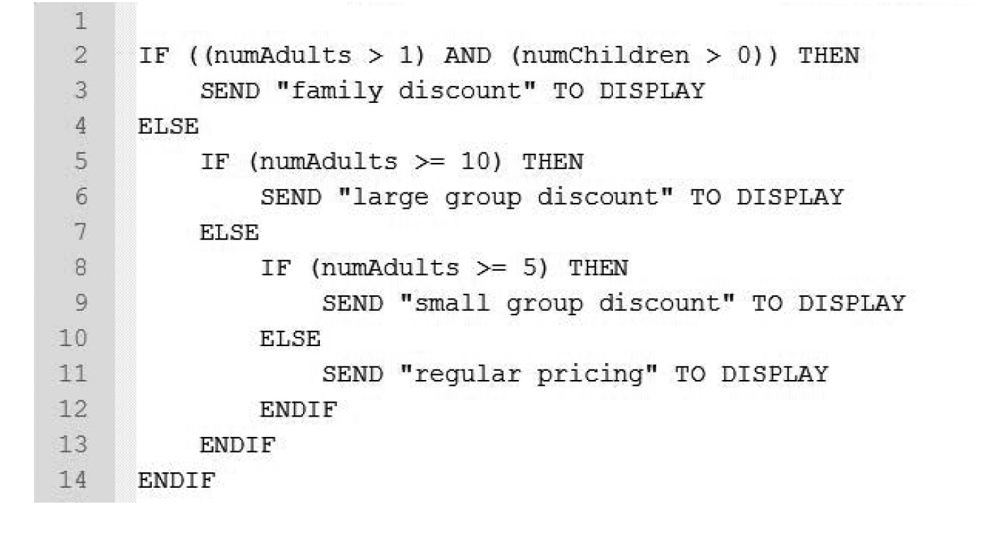 1
2 IF ((numAdults > 1) AND (numChildren > 0)) THEN
3 SEND "family discount" TO DISPLAY
4 ELSE
5 IF (numAdults >= 10) THEN
6 SEND "large group discount" TO DISPLAY
7 ELSE
8 IF (numAdults >= 5) THEN
9 SEND "small group discount" TO DISPLAY
10 ELSE
11 SEND "regular pricing" TO DISPLAY
12 ENDIF
13 ENDIF
14 ENDIF